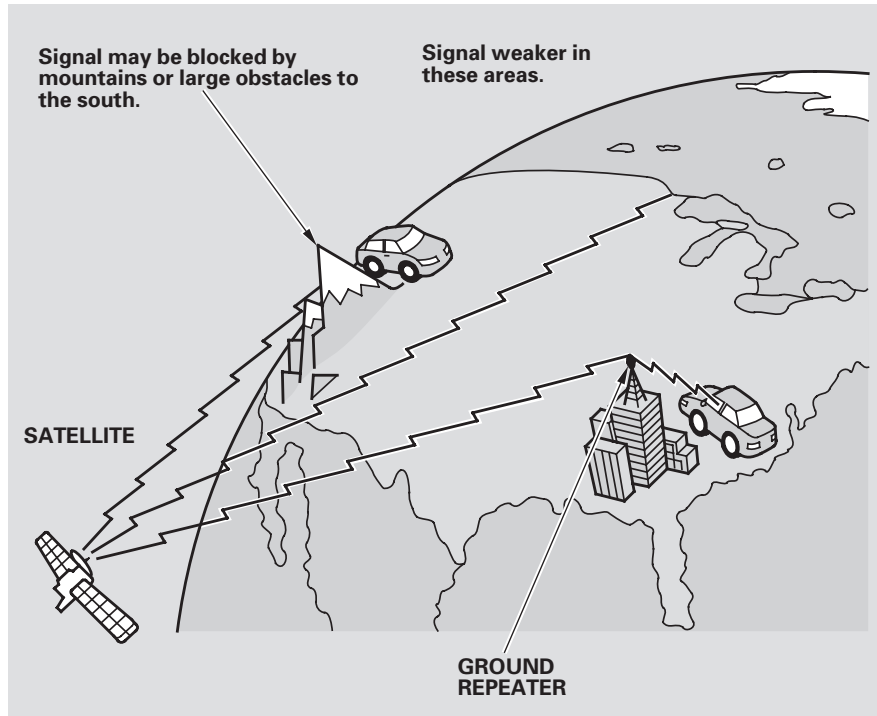 Signal may be blocked by
mountains or large obstacles to
the south.
Signal weaker in
these areas.
SATELLITE
GROUND
REPEATER